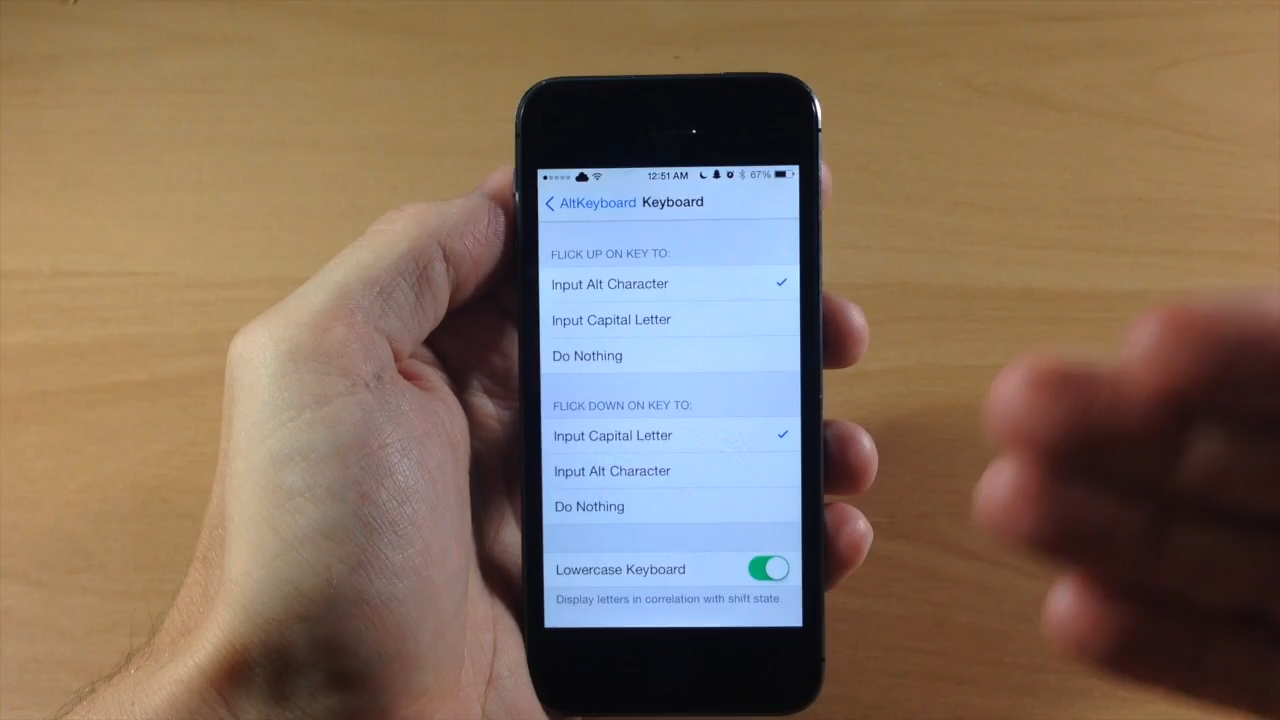 12:51 AM 67%
AltKeyboard Keyboard
FLICK UP ON KEY TO:
Input Alt Character
Input Capital Letter
Do Nothing
FLICK DOWN ON KEY TO:
Input Capital Letter
Input Alt Character
Do Nothing
Lowercase Keyboard
Display letters in correlation with shift state.